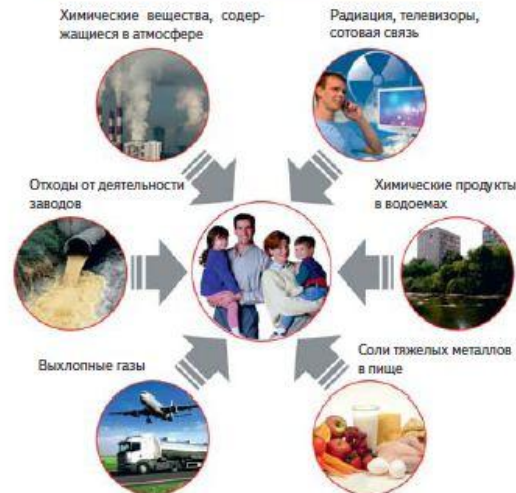 Химические вещества, содер-
жащиеся в атмосфере
Радиация, телевизоры,
сотовая связь
Отходы от деятельности
заводов
Химические продукты
в водоемах
Выхлопные газы
Соли тяжелых металлов
в пище